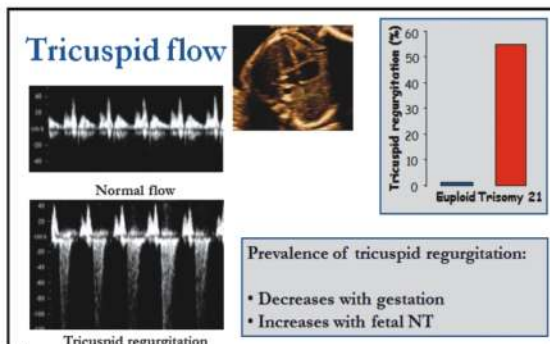 Tricuspid flow
Normal flow
Tricuspid regurgitation
Tricuspid regurgitation (%)
60
50
40
30
20
10
0
Euploid Trisomy 21
Prevalence of tricuspid regurgitation:
• Decreases with gestation
• Increases with fetal NT